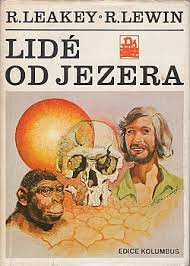 R.LEAKEY•R.LEWIN
LIDÉ
OD JEZERA
EDICE KOLUMBUS